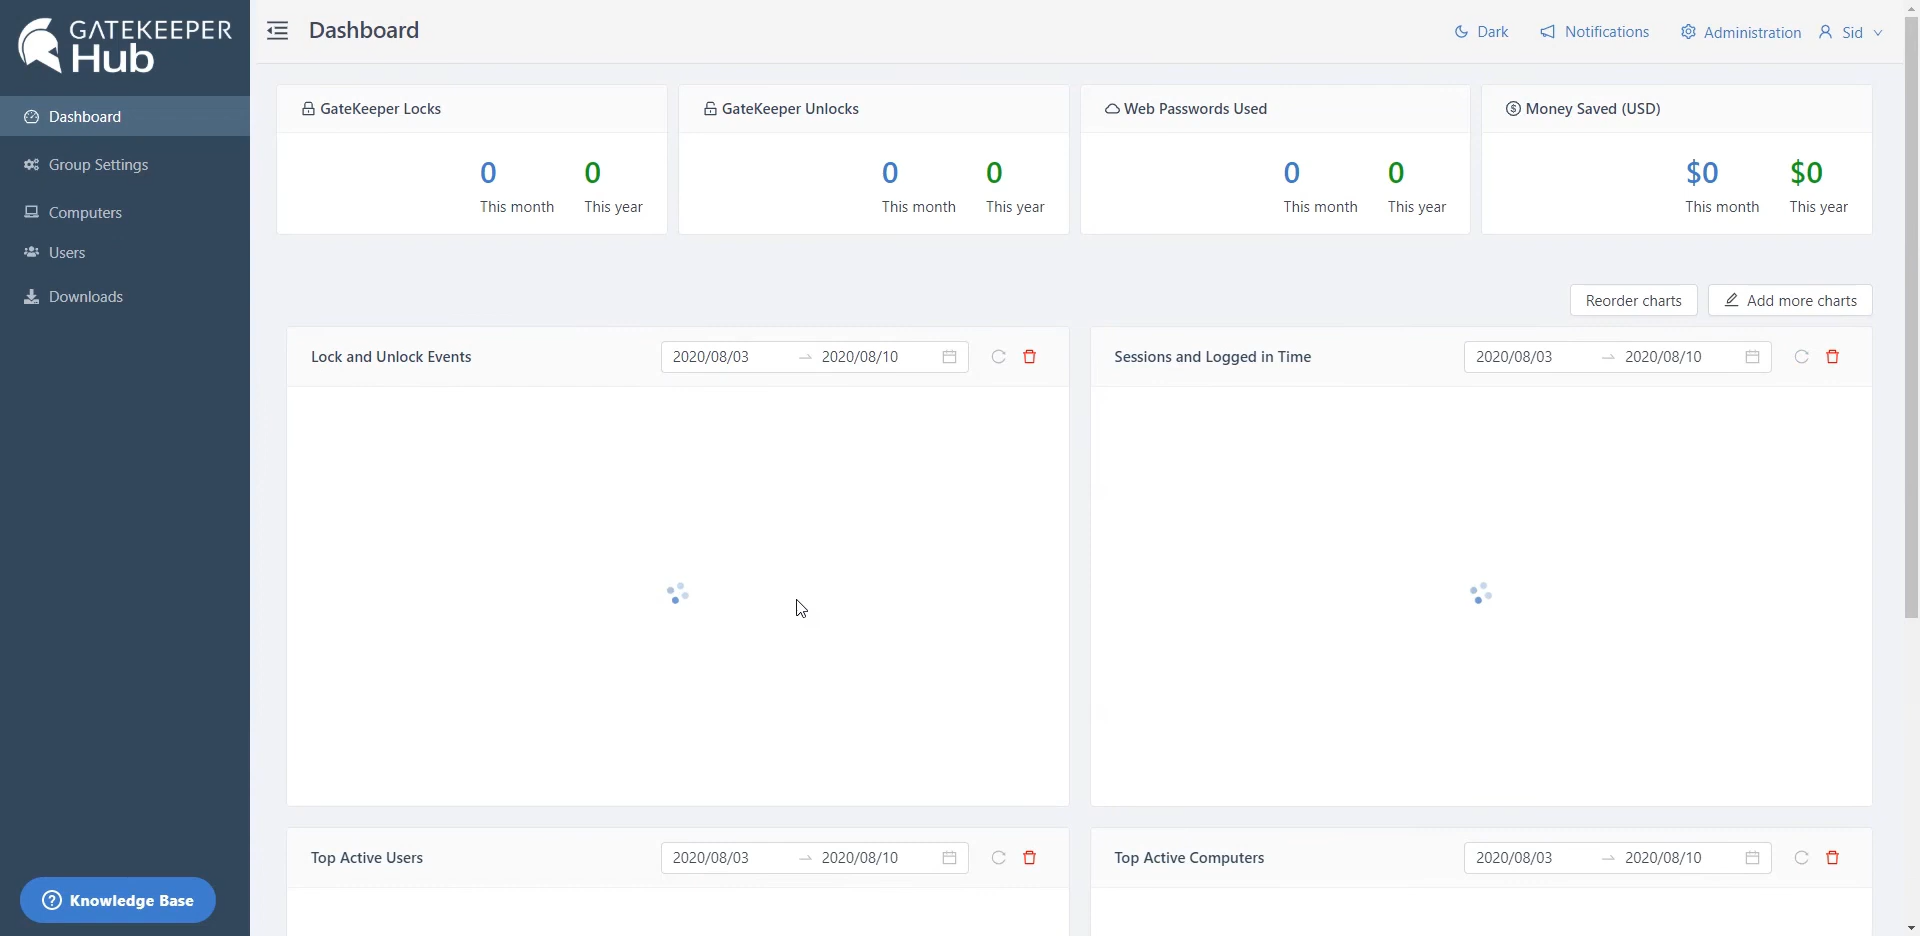 GATEKEEPER
Hub
Dashboard
Dark
Notifications
Administration
Sid
Dashboard
Group Settings
Computers
Users
Downloads
GateKeeper Locks
0 0
This month This year
GateKeeper Unlocks
0 0
This month This year
Web Passwords Used
0 0
This month This year
Money Saved (USD)
$0 $0
This month This year
Reorder charts
Add more charts
Lock and Unlock Events 2020/08/03 → 2020/08/10
Sessions and Logged in Time 2020/08/03 → 2020/08/10
Top Active Users 2020/08/03 → 2020/08/10
Top Active Computers 2020/08/03 → 2020/08/10
Knowledge Base